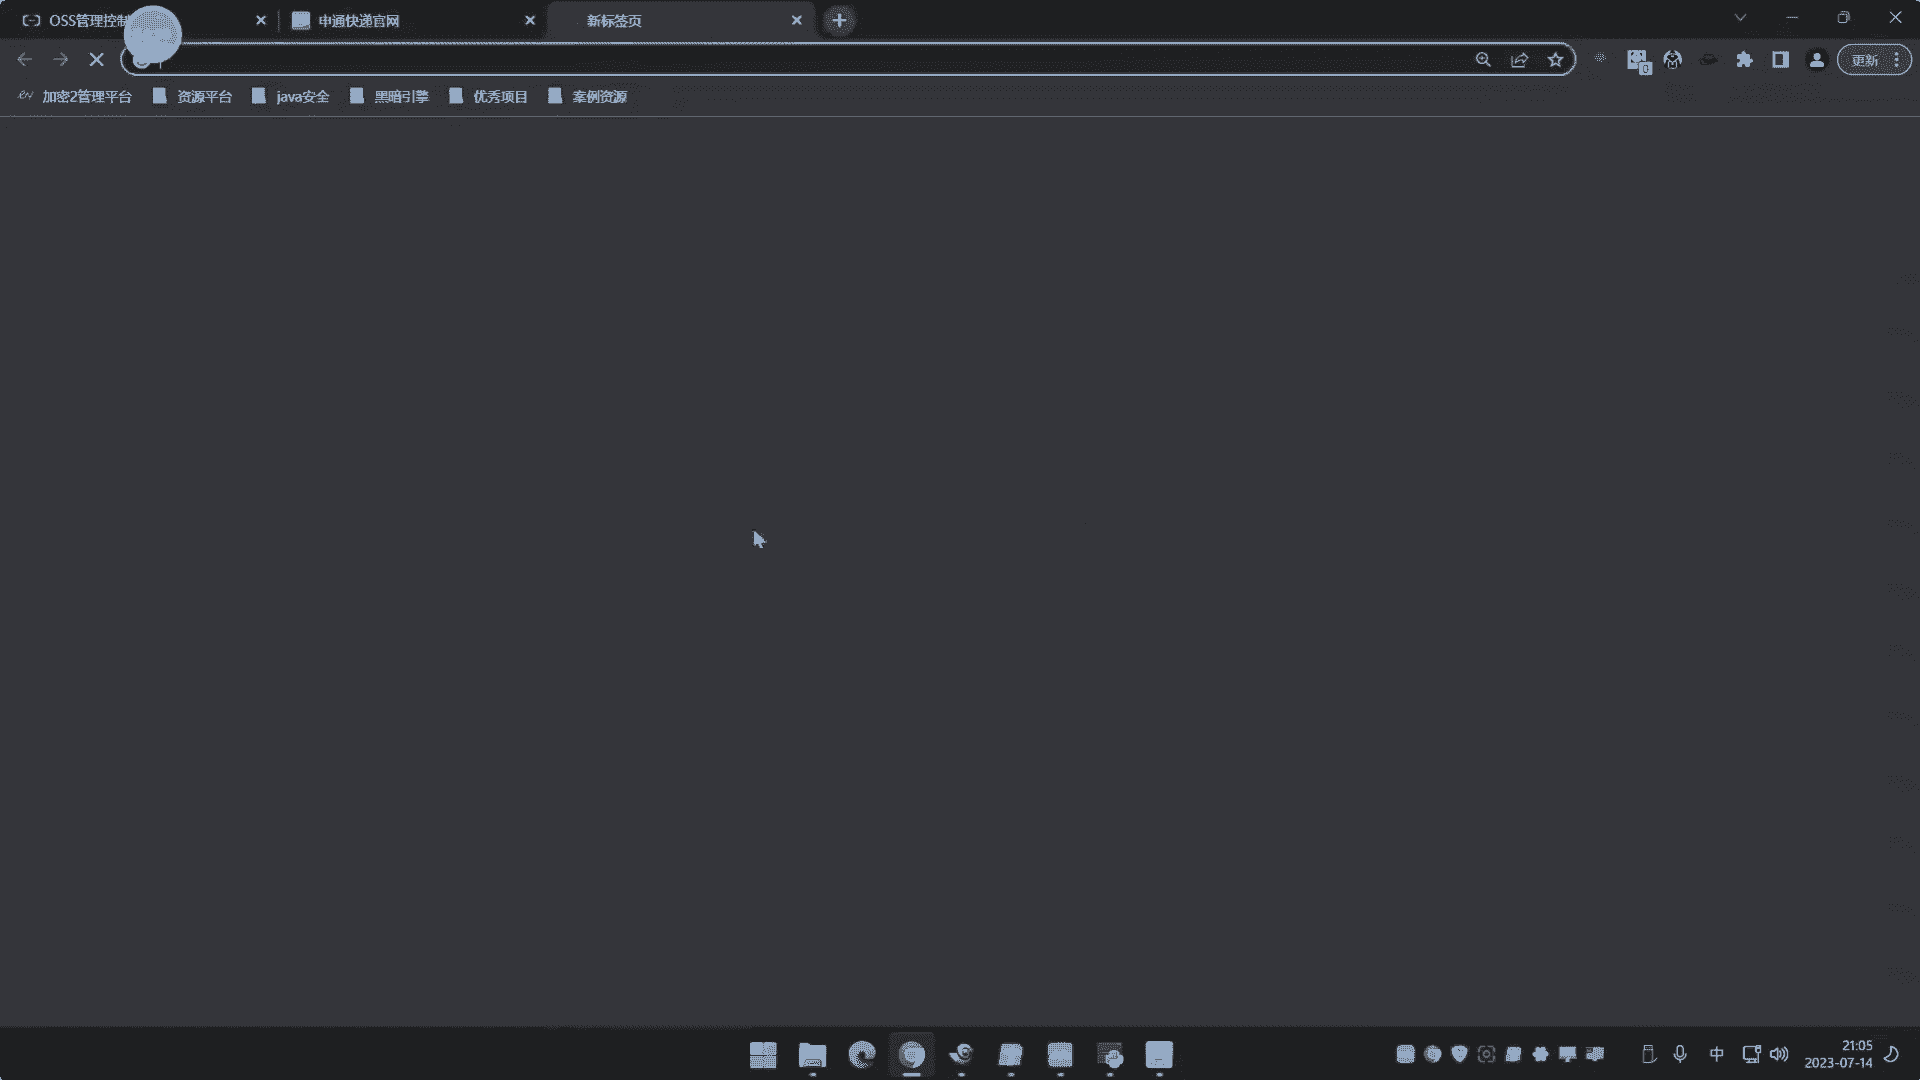 OSS管理控制
申通快递官网
新标签页
更新
加密2管理平台
资源平台
java安全
黑暗引擎
优秀项目
案例资源
0
中
21:05
2023-07-14